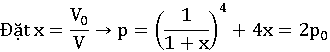 Đặt x = V₀/V → p = (1/(1 + x))⁴ + 4x = 2p₀